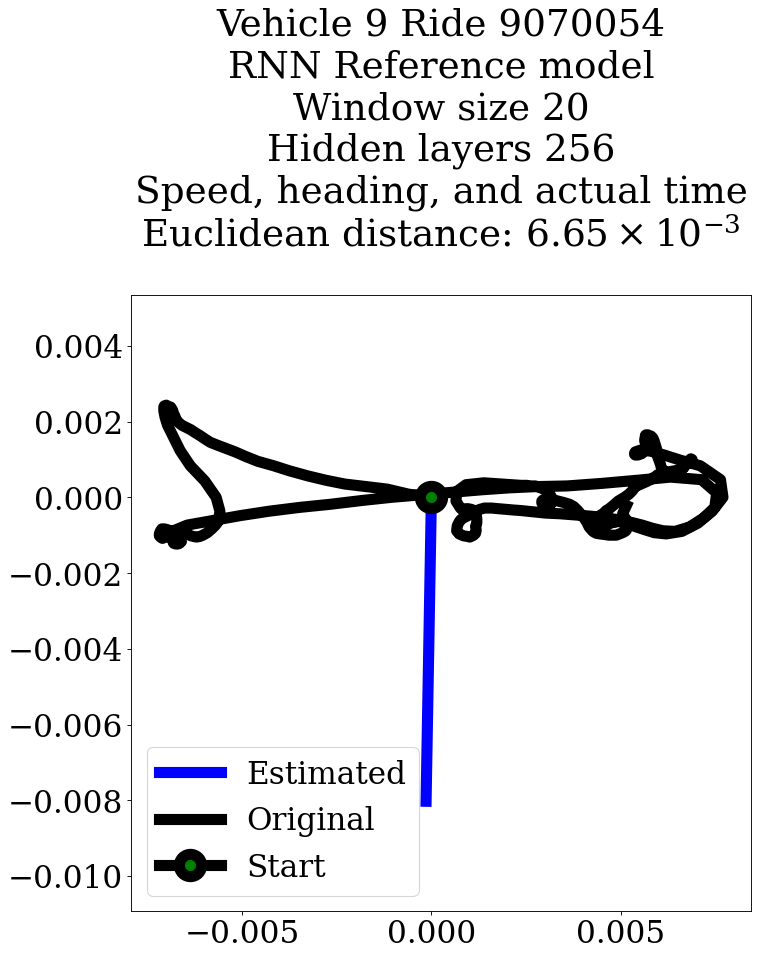 Vehicle 9 Ride 9070054
RNN Reference model
Window size 20
Hidden layers 256
Speed, heading, and actual time
Euclidean distance: 6.65 × 10⁻³
0.004
0.002
0.000
−0.002
−0.004
−0.006
−0.008
−0.010
Estimated
Original
Start
−0.005 0.000 0.005